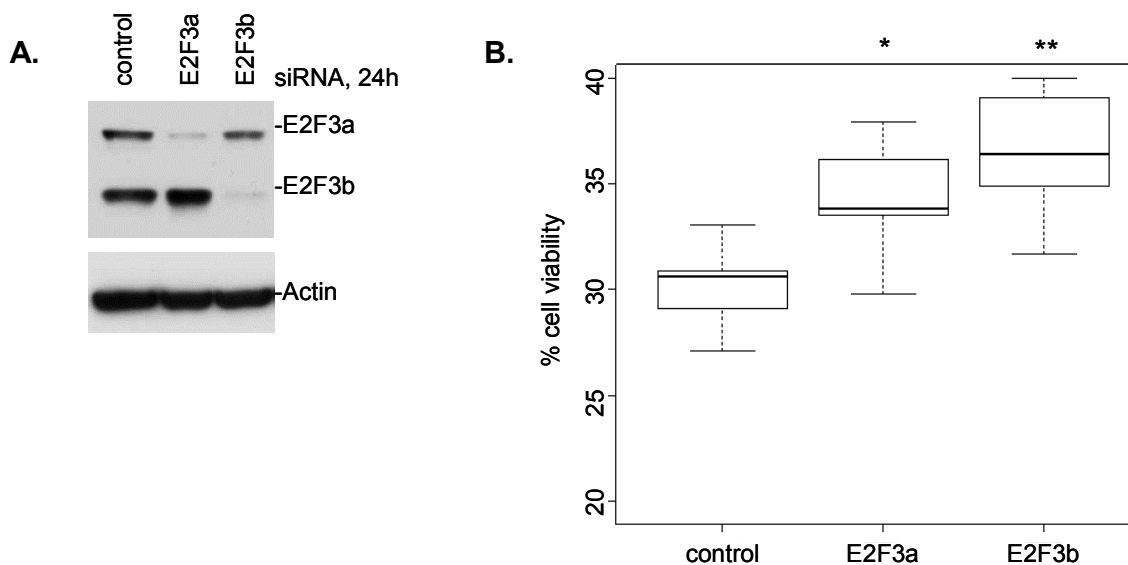 A.
control
E2F3a
E2F3b
siRNA, 24h
-E2F3a
-E2F3b
-Actin
B.
* **
% cell viability
40
35
30
25
20
control E2F3a E2F3b